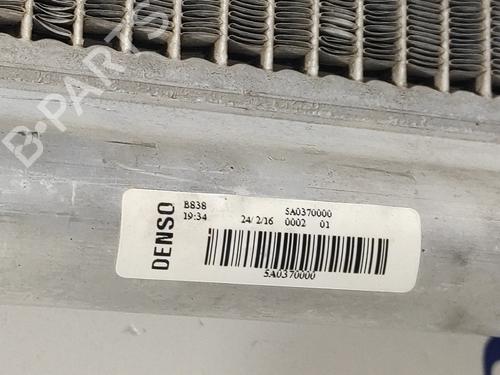 B-PARTS
DENSO
B838 5A0370000
19:34 24/ 2/16 0002 01
5A0370000